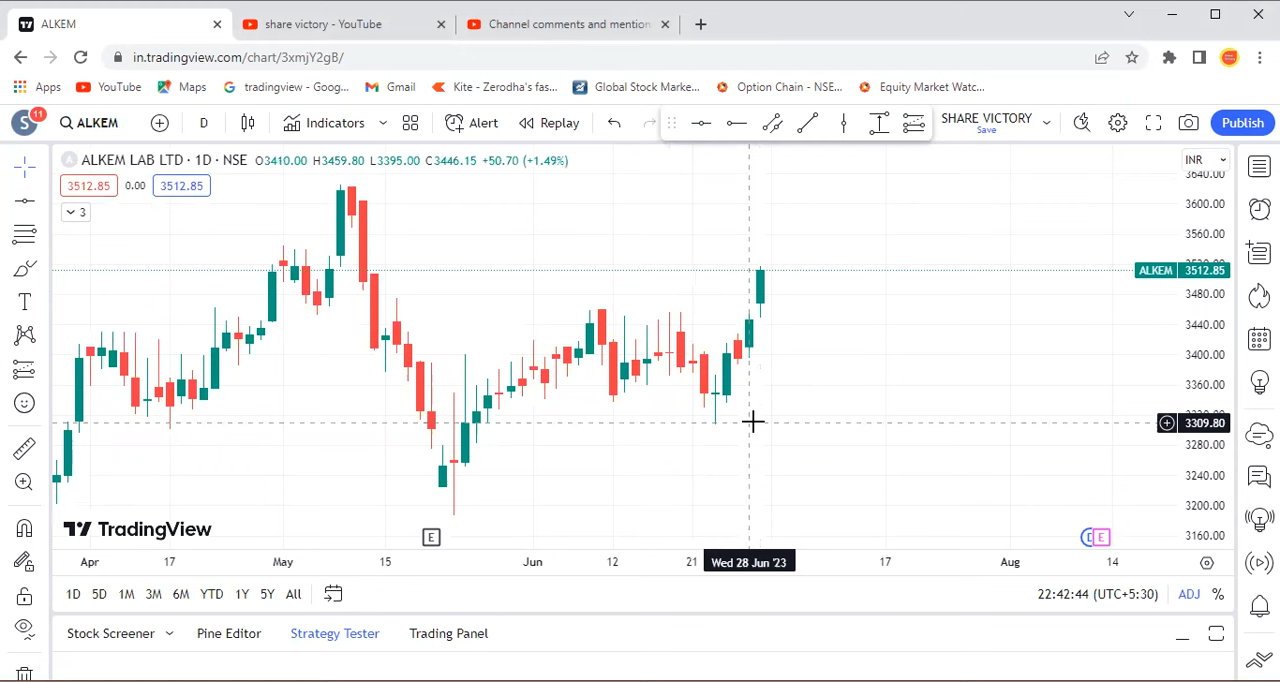 ALKEM
share victory - YouTube
Channel comments and mention
in.tradingview.com/chart/3xmjY2gB/
Apps
YouTube
Maps
tradingview - Goog...
Gmail
Kite - Zerodha's fas...
Global Stock Marke...
Option Chain - NSE...
Equity Market Watc...
S
11
ALKEM
D
Indicators
Alert
Replay
SHARE VICTORY
Save
Publish
ALKEM LAB LTD · 1D · NSE O3410.00 H3459.80 L3395.00 C3446.15 +50.70 (+1.49%)
INR
3512.85 0.00 3512.85
3
3640.00
3600.00
3560.00
3520.00
ALKEM 3512.85
3480.00
3440.00
3400.00
3360.00
3320.00
3309.80
3280.00
3240.00
3200.00
3160.00
TradingView
E
E
Apr 17 May 15 Jun 12 21 Wed 28 Jun '23 17 Aug 14
1D 5D 1M 3M 6M YTD 1Y 5Y All
22:42:44 (UTC+5:30) ADJ %
Stock Screener Pine Editor Strategy Tester Trading Panel